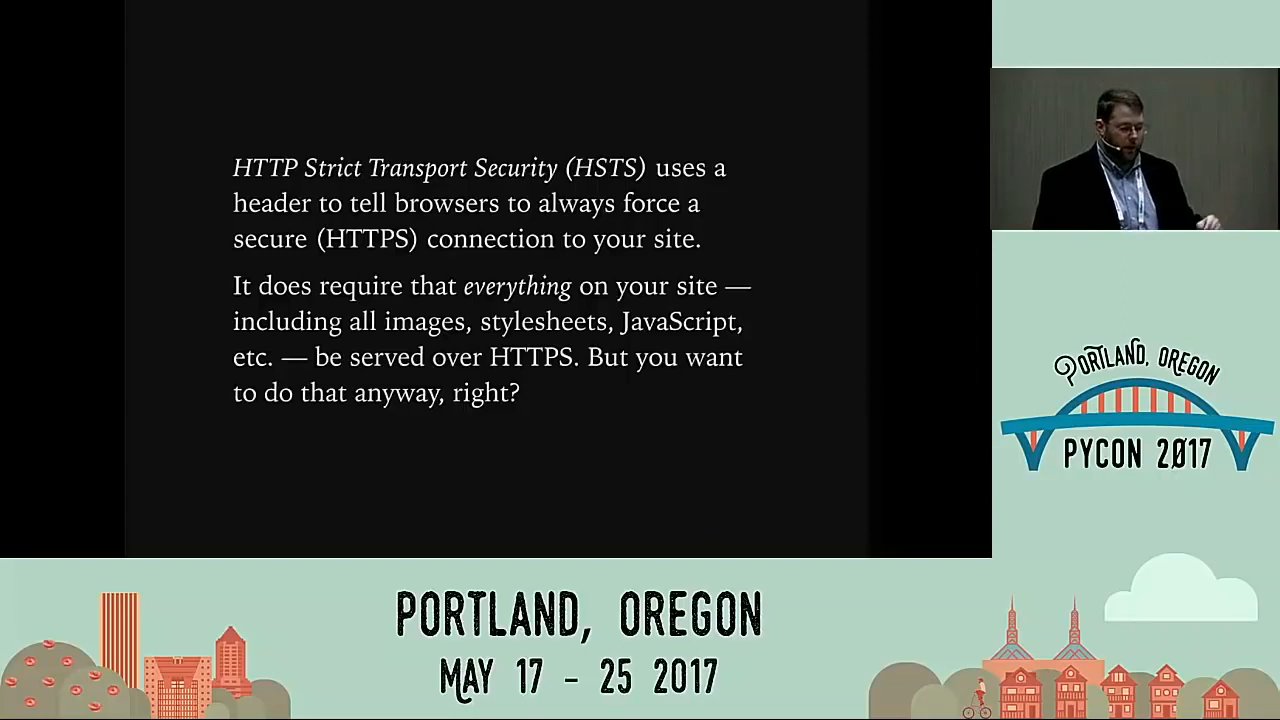 HTTP Strict Transport Security (HSTS) uses a
header to tell browsers to always force a
secure (HTTPS) connection to your site.
It does require that everything on your site —
including all images, stylesheets, JavaScript,
etc. — be served over HTTPS. But you want
to do that anyway, right?
PORTLAND, OREGON
PYCON 2017
PORTLAND, OREGON
MAY 17 - 25 2017